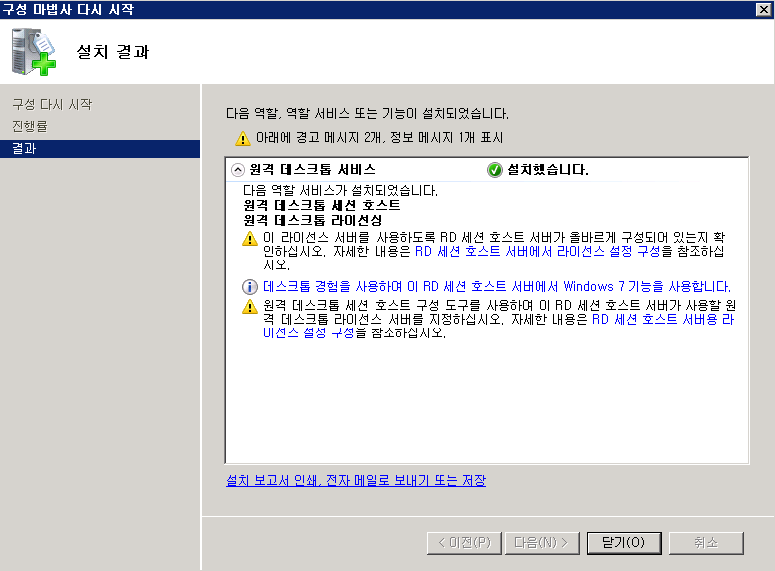 구성 마법사 다시 시작
설치 결과
구성 다시 시작
진행률
결과
다음 역할, 역할 서비스 또는 기능이 설치되었습니다.
아래에 경고 메시지 2개, 정보 메시지 1개 표시
원격 데스크톱 서비스 설치했습니다.
다음 역할 서비스가 설치되었습니다.
원격 데스크톱 세션 호스트
원격 데스크톱 라이선싱
이 라이선스 서버를 사용하도록 RD 세션 호스트 서버가 올바르게 구성되어 있는지 확
인하십시오. 자세한 내용은 RD 세션 호스트 서버에서 라이선스 설정 구성을 참조하십
시오.
데스크톱 경험을 사용하여 이 RD 세션 호스트 서버에서 Windows 7 기능을 사용합니다.
원격 데스크톱 세션 호스트 구성 도구를 사용하여 이 RD 세션 호스트 서버가 사용할 원
격 데스크톱 라이선스 서버를 지정하십시오. 자세한 내용은 RD 세션 호스트 서버용 라
이선스 설정 구성을 참조하십시오.
설치 보고서 인쇄, 전자 메일로 보내기 또는 저장
< 이전(P) 다음(N) > 닫기(O) 취소